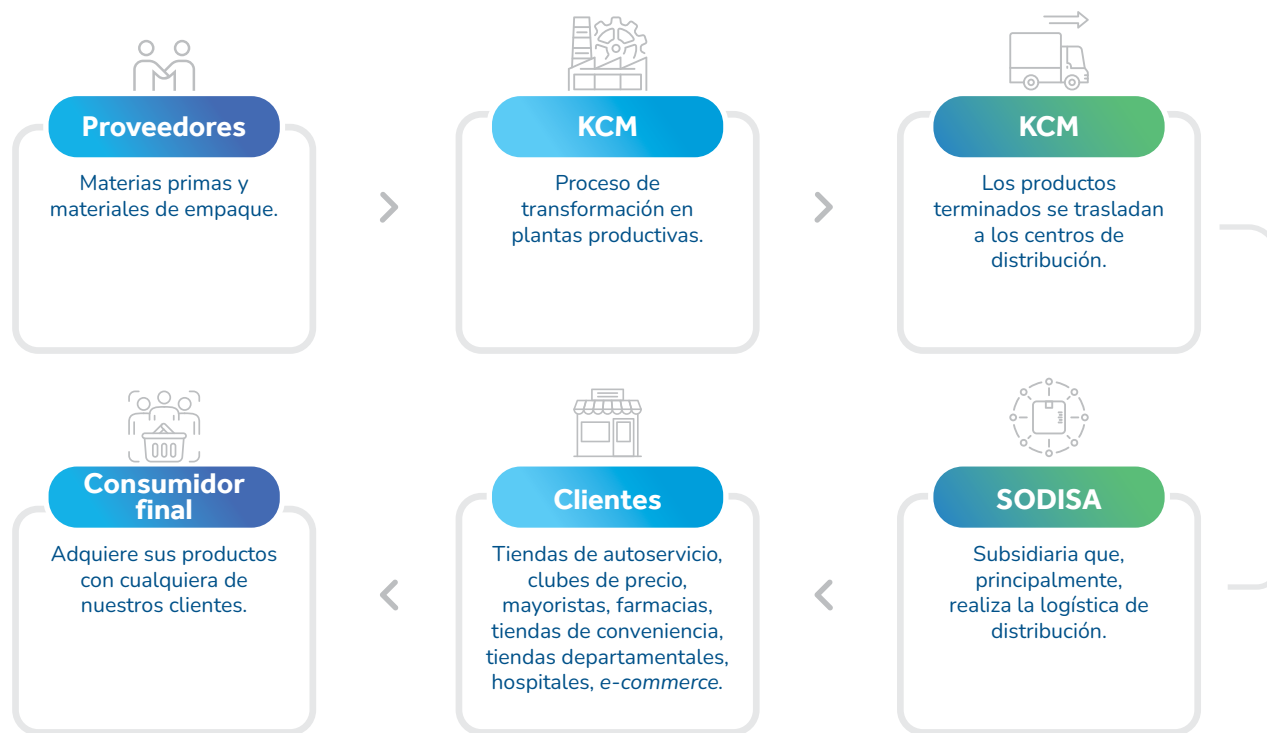 Proveedores
Materias primas y
materiales de empaque.
KCM
Proceso de
transformación en
plantas productivas.
KCM
Los productos
terminados se trasladan
a los centros de
distribución.
SODISA
Subsidiaria que,
principalmente,
realiza la logística de
distribución.
Clientes
Tiendas de autoservicio,
clubes de precio,
mayoristas, farmacias,
tiendas de conveniencia,
tiendas departamentales,
hospitales, e-commerce.
Consumidor
final
Adquiere sus productos
con cualquiera de
nuestros clientes.